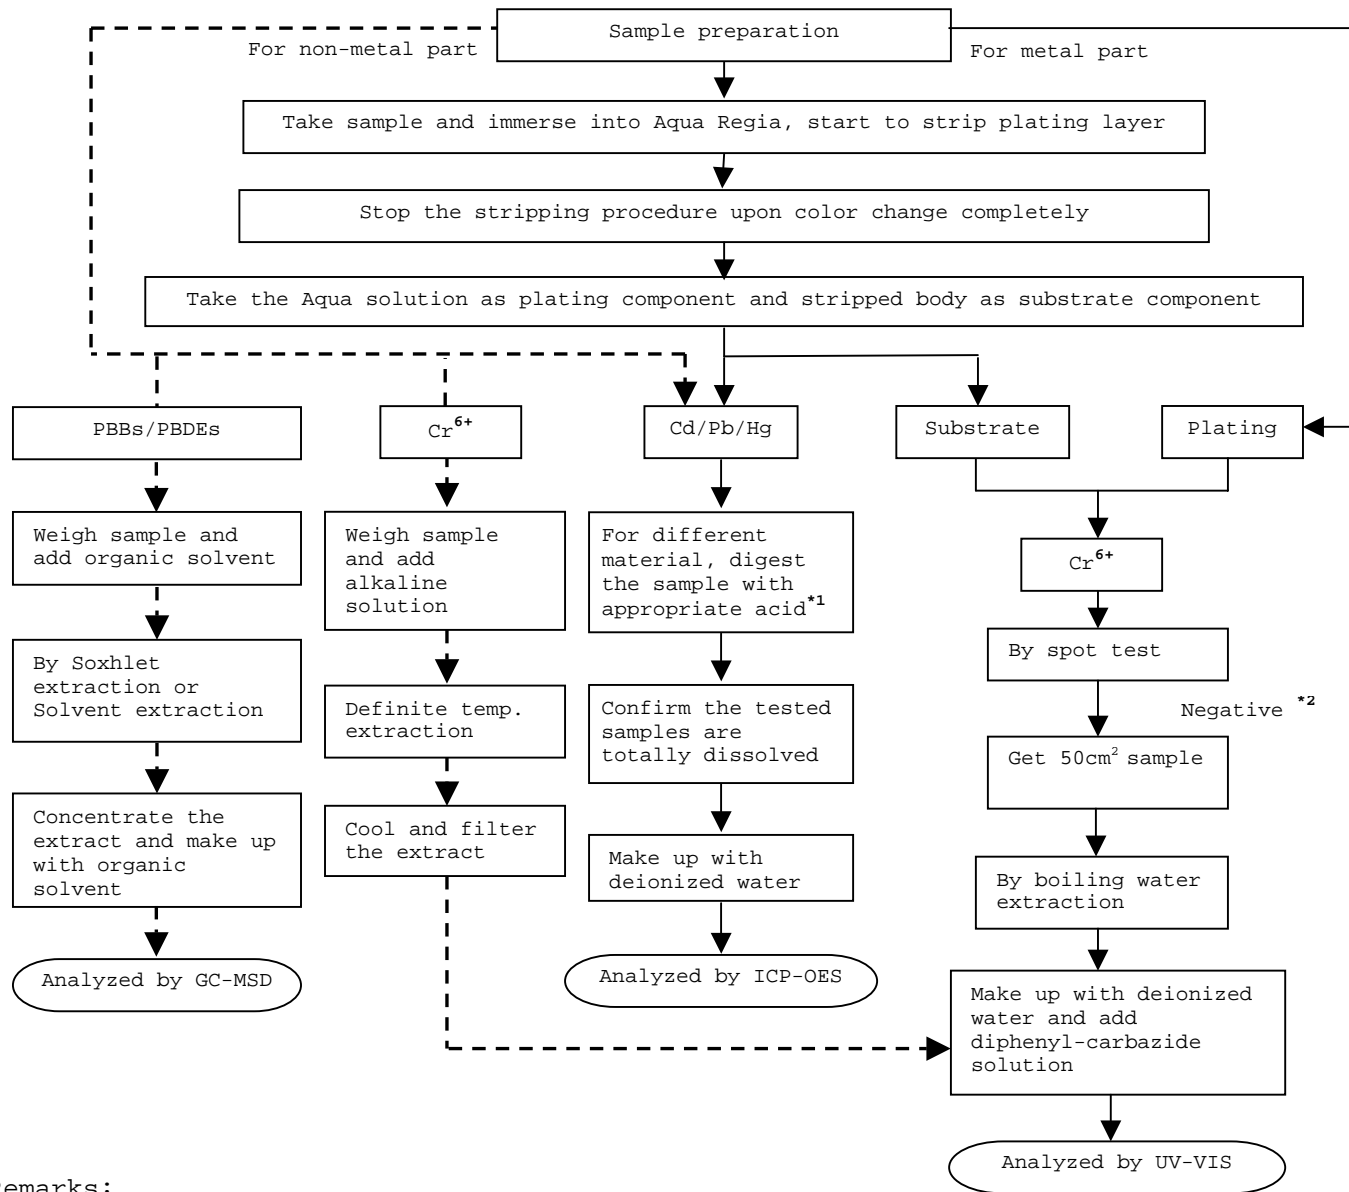 Sample preparation
For non-metal part
For metal part
Take sample and immerse into Aqua Regia, start to strip plating layer
Stop the stripping procedure upon color change completely
Take the Aqua solution as plating component and stripped body as substrate component
PBBs/PBDEs
Cr6+
Cd/Pb/Hg
Substrate
Plating
Weigh sample and
add organic solvent
Weigh sample
and add
alkaline
solution
For different
material, digest
the sample with
appropriate acid*1
Cr6+
By Soxhlet
extraction or
Solvent extraction
Definite temp.
extraction
Confirm the tested
samples are
totally dissolved
By spot test
Negative *2
Get 50cm2 sample
Concentrate the
extract and make up
with organic
solvent
Cool and filter
the extract
Make up with
deionized water
By boiling water
extraction
Analyzed by GC-MSD
Analyzed by ICP-OES
Make up with deionized
water and add
diphenyl-carbazide
solution
Analyzed by UV-VIS
emarks: